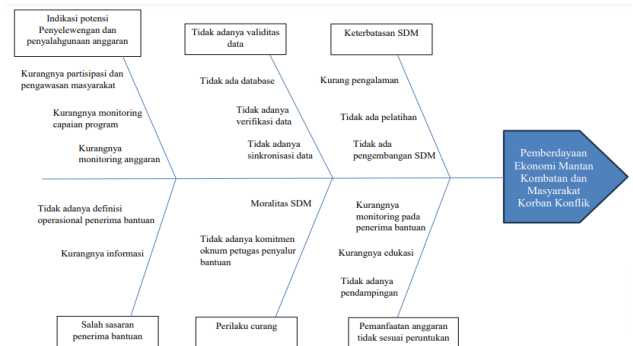 Indikasi potensi
Penyelewengan dan
penyalahgunaan anggaran
Tidak adanya validitas
data
Keterbatasan SDM
Kurangnya partisipasi dan
pengawasan masyarakat
Kurangnya monitoring
capaian program
Kurangnya
monitoring anggaran
Tidak ada database
Tidak adanya
verifikasi data
Tidak adanya
sinkronisasi data
Kurang pengalaman
Tidak ada pelatihan
Tidak ada
pengembangan SDM
Pemberdayaan
Ekonomi Mantan
Kombatan dan
Masyarakat
Korban Konflik
Tidak adanya definisi
operasional penerima bantuan
Kurangnya informasi
Moralitas SDM
Tidak adanya komitmen
oknum petugas penyalur
bantuan
Kurangnya
monitoring pada
penerima bantuan
Kurangnya edukasi
Tidak adanya
pendampingan
Salah sasaran
penerima bantuan
Perilaku curang
Pemanfaatan anggaran
tidak sesuai peruntukan